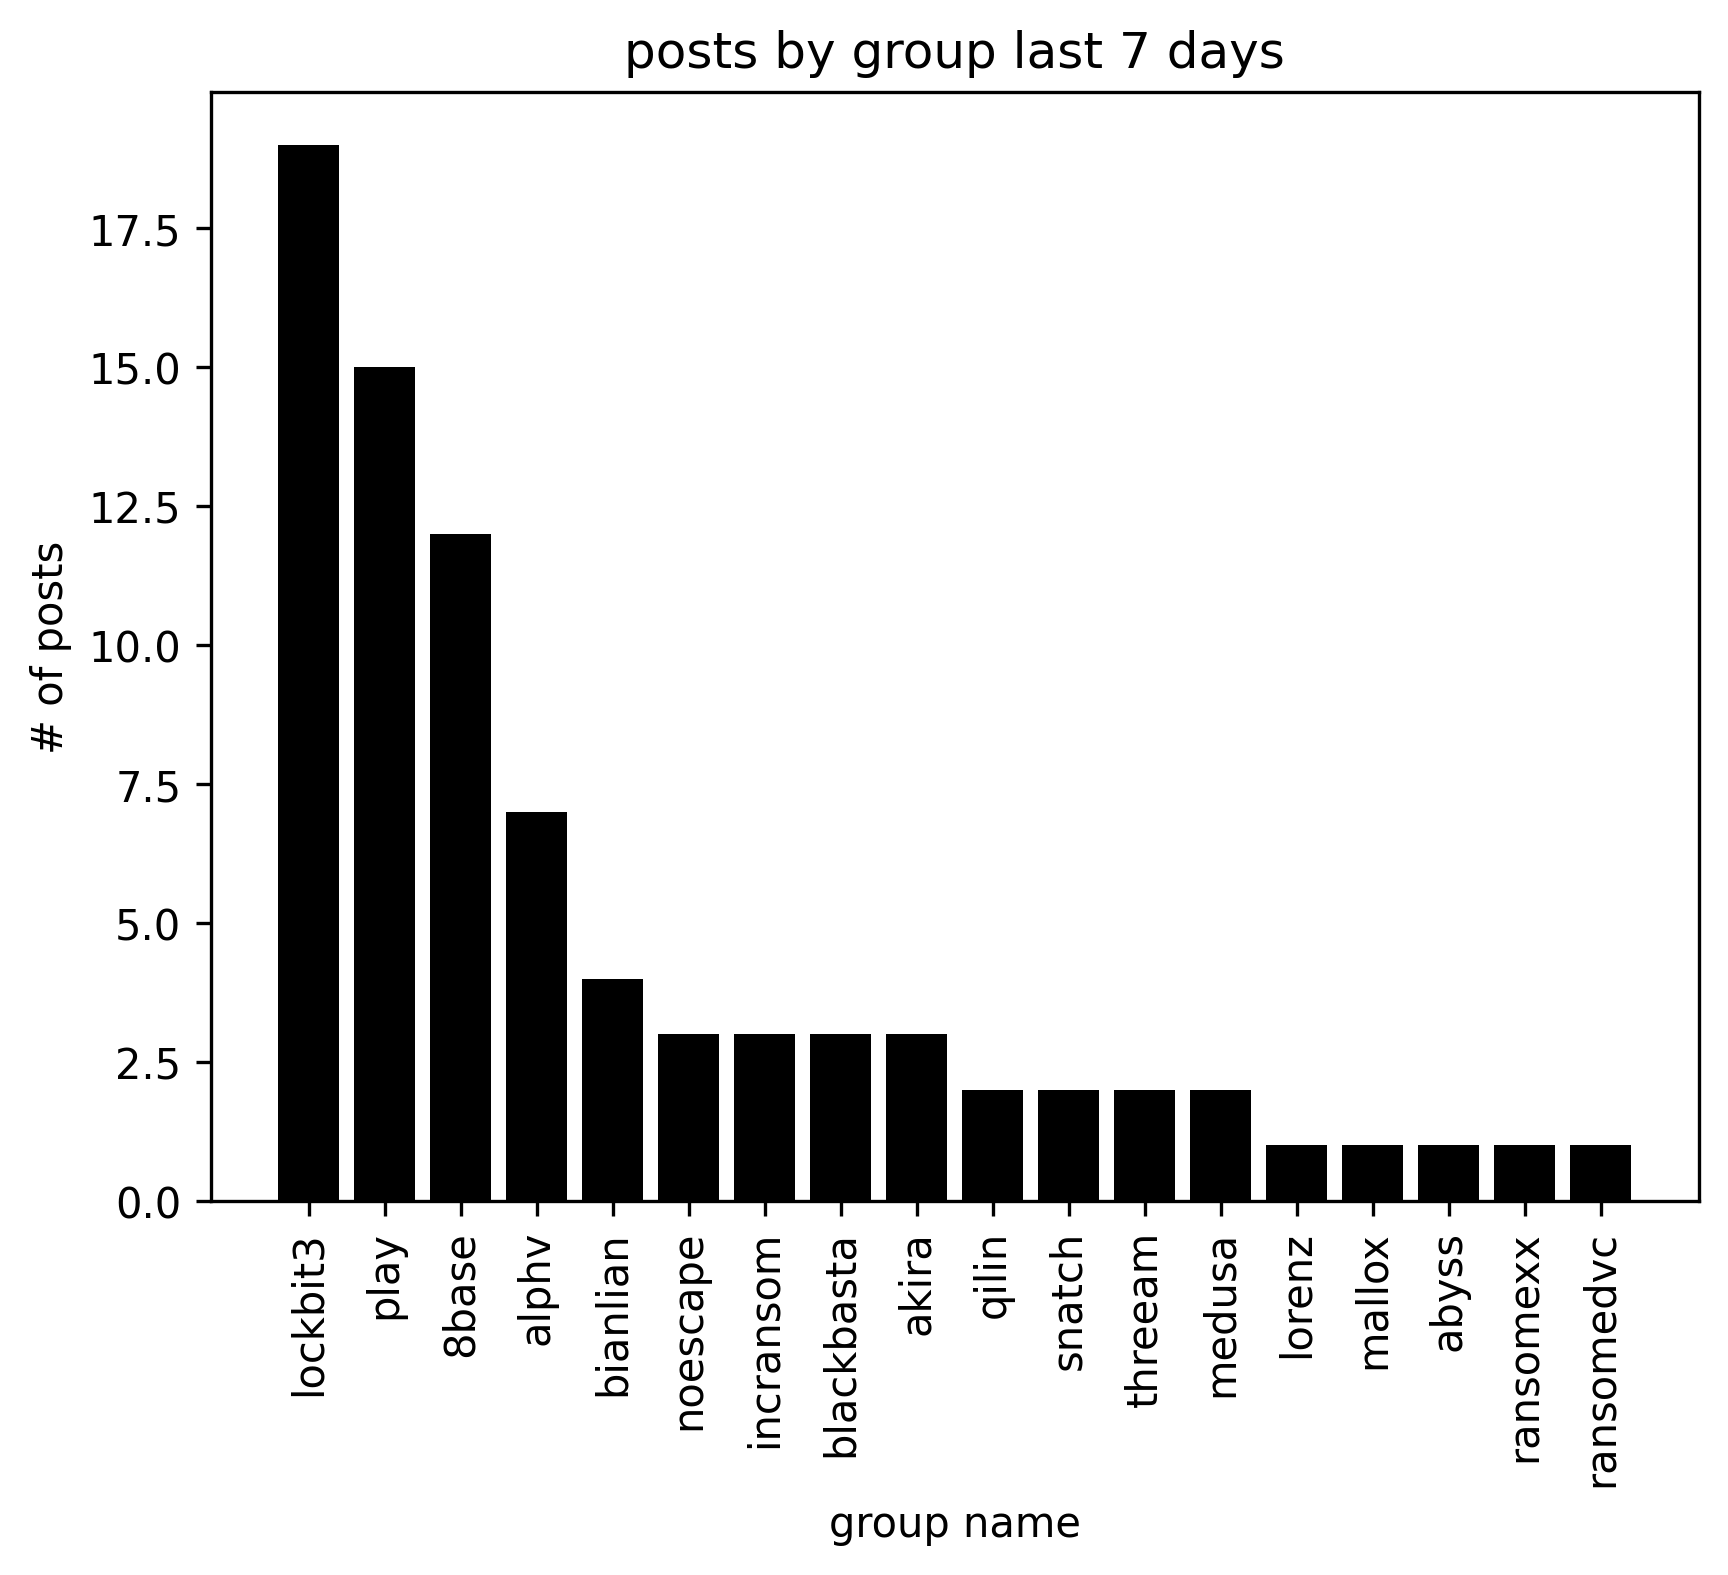 posts by group last 7 days
# of posts
17.5
15.0
12.5
10.0
7.5
5.0
2.5
0.0
lockbit3
play
8base
alphv
bianlian
noescape
incransom
blackbasta
akira
qilin
snatch
threeam
medusa
lorenz
mallox
abyss
ransomexx
ransomedvc
group name